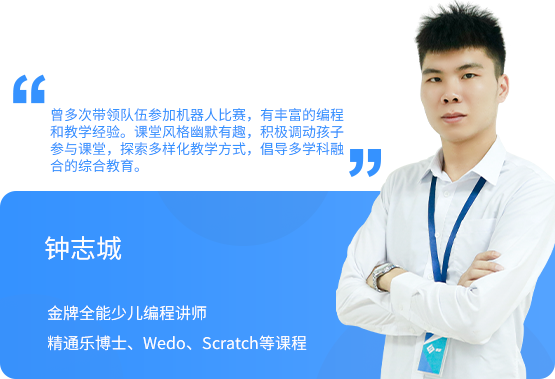 曾多次带领队伍参加机器人比赛，有丰富的编程
和教学经验。课堂风格幽默有趣，积极调动孩子
参与课堂，探索多样化教学方式，倡导多学科融
合的综合教育。
钟志城
金牌全能少儿编程讲师
精通乐博士、Wedo、Scratch等课程